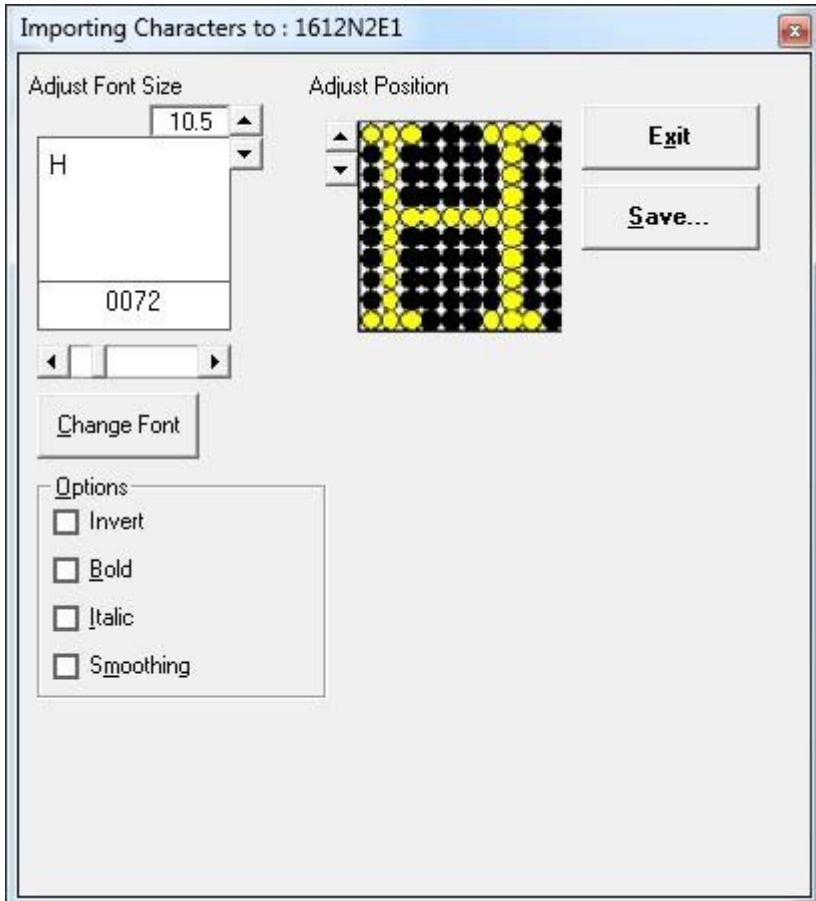 Importing Characters to : 1612N2E1
Adjust Font Size
Adjust Position
10.5
H
0072
Exit
Save...
Change Font
Options
Invert
Bold
Italic
Smoothing